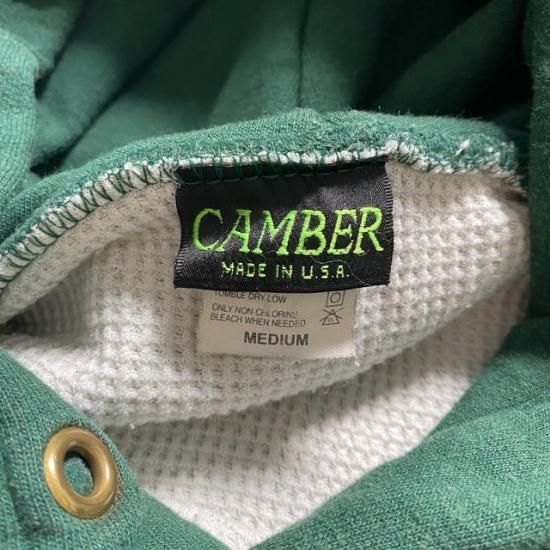 CAMBER
MADE IN U.S.A.
TUMBLE DRY LOW
ONLY NON-CHLORINE
BLEACH WHEN NEEDED
MEDIUM